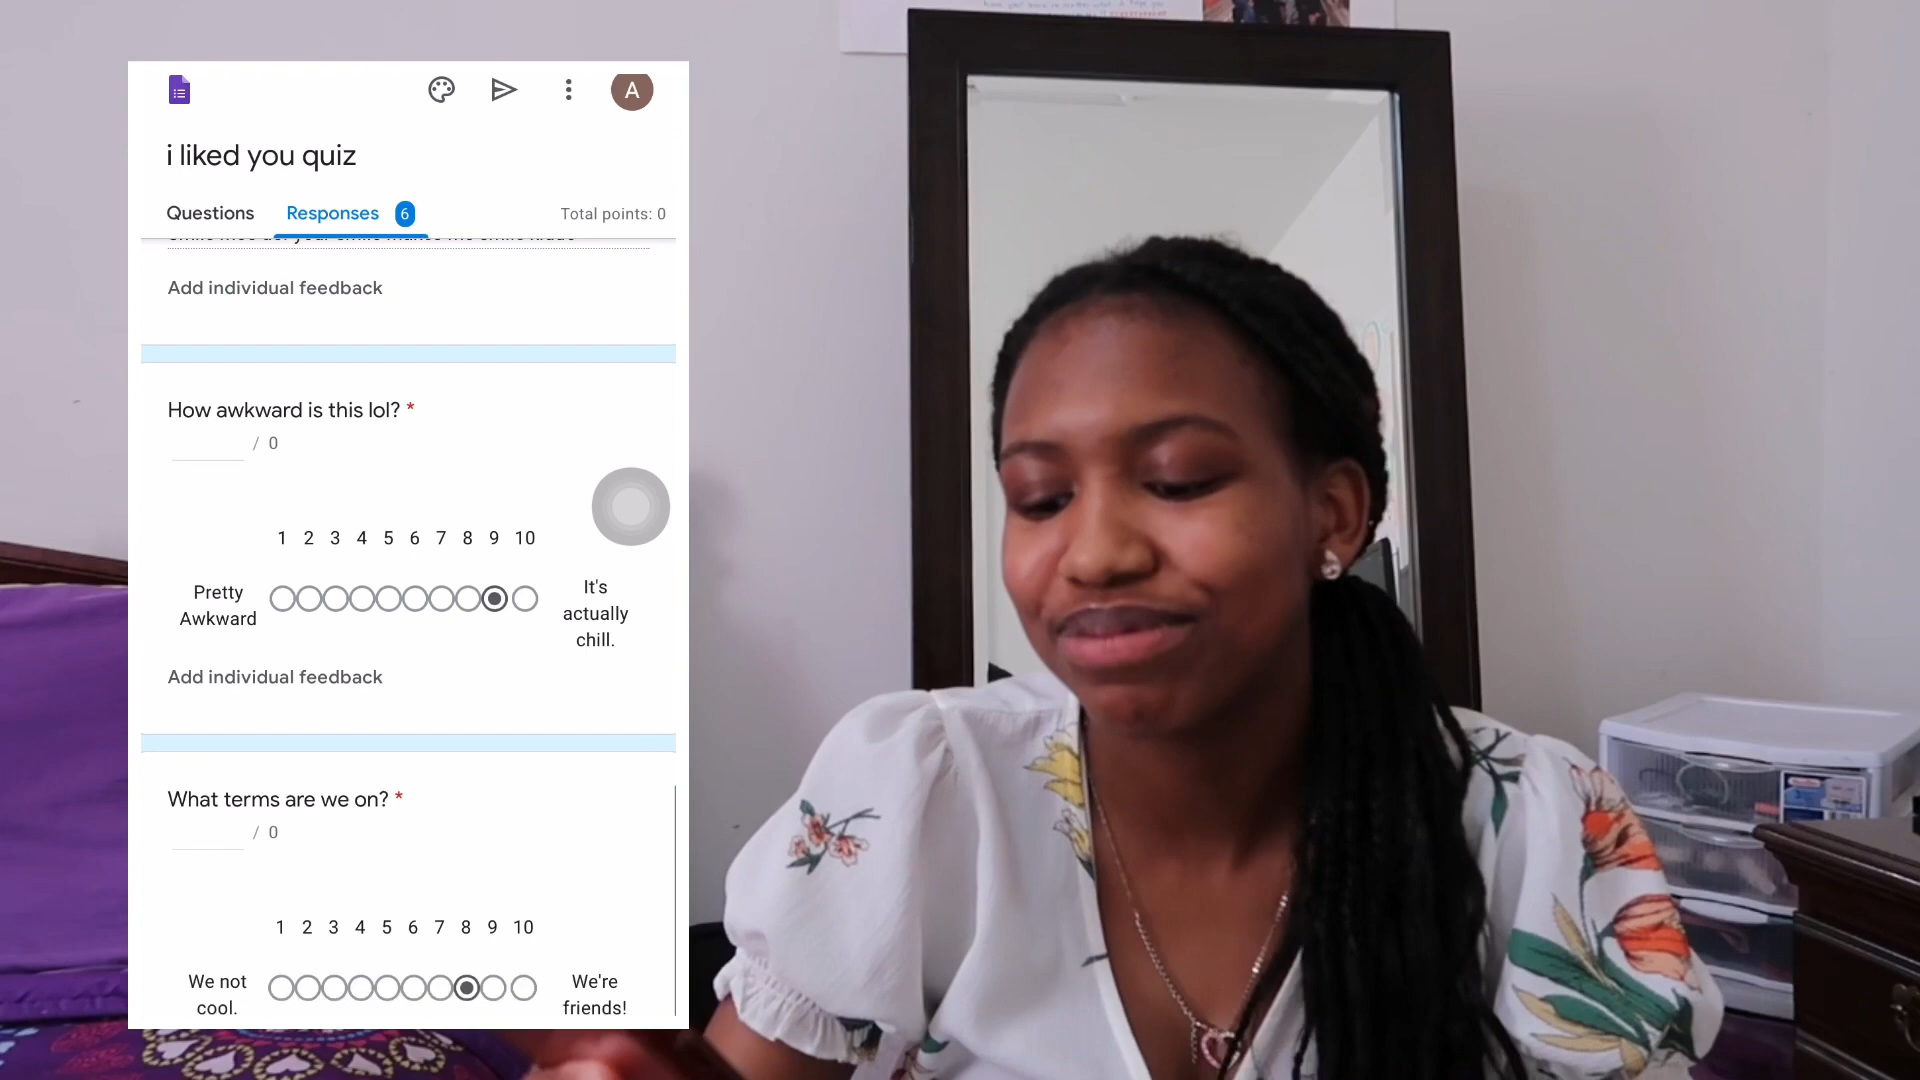 A
i liked you quiz
Questions Responses 6 Total points: 0
Add individual feedback
How awkward is this lol? *
/ 0
1 2 3 4 5 6 7 8 9 10
Pretty
Awkward
It's
actually
chill.
Add individual feedback
What terms are we on? *
/ 0
1 2 3 4 5 6 7 8 9 10
We not
cool.
We're
friends!